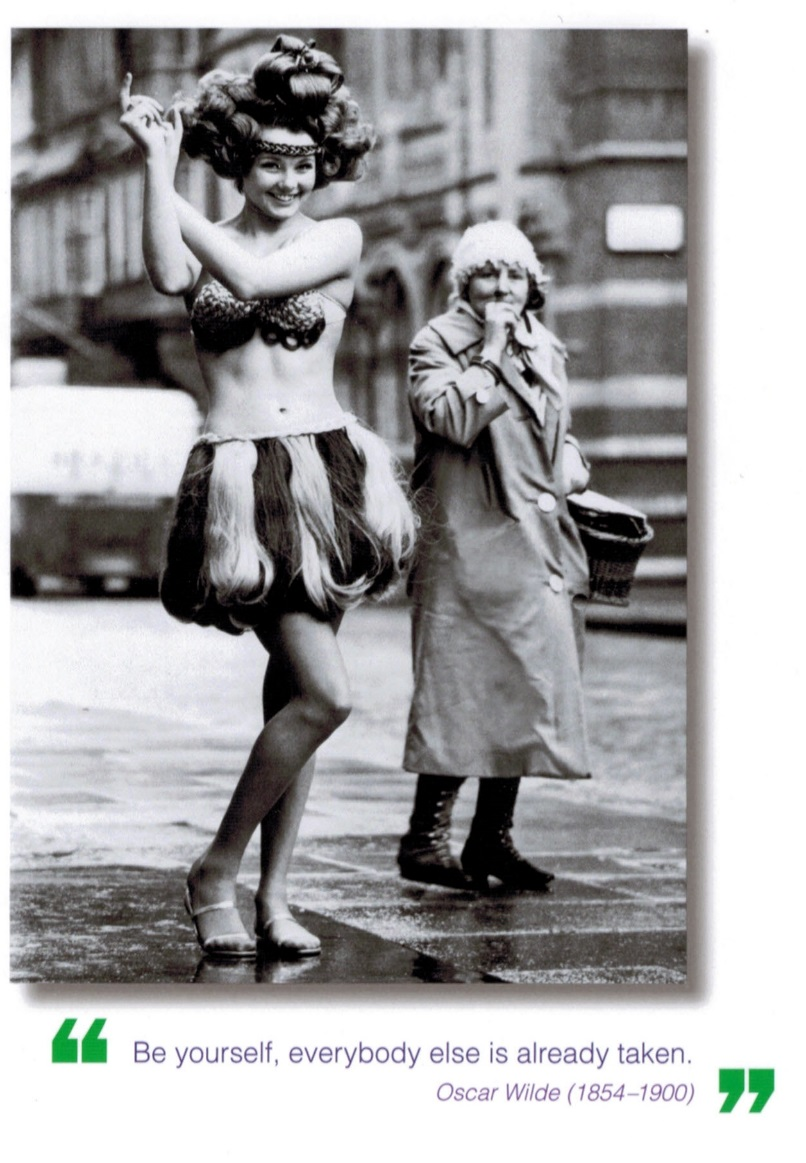 “ Be yourself, everybody else is already taken.
Oscar Wilde (1854–1900) ”